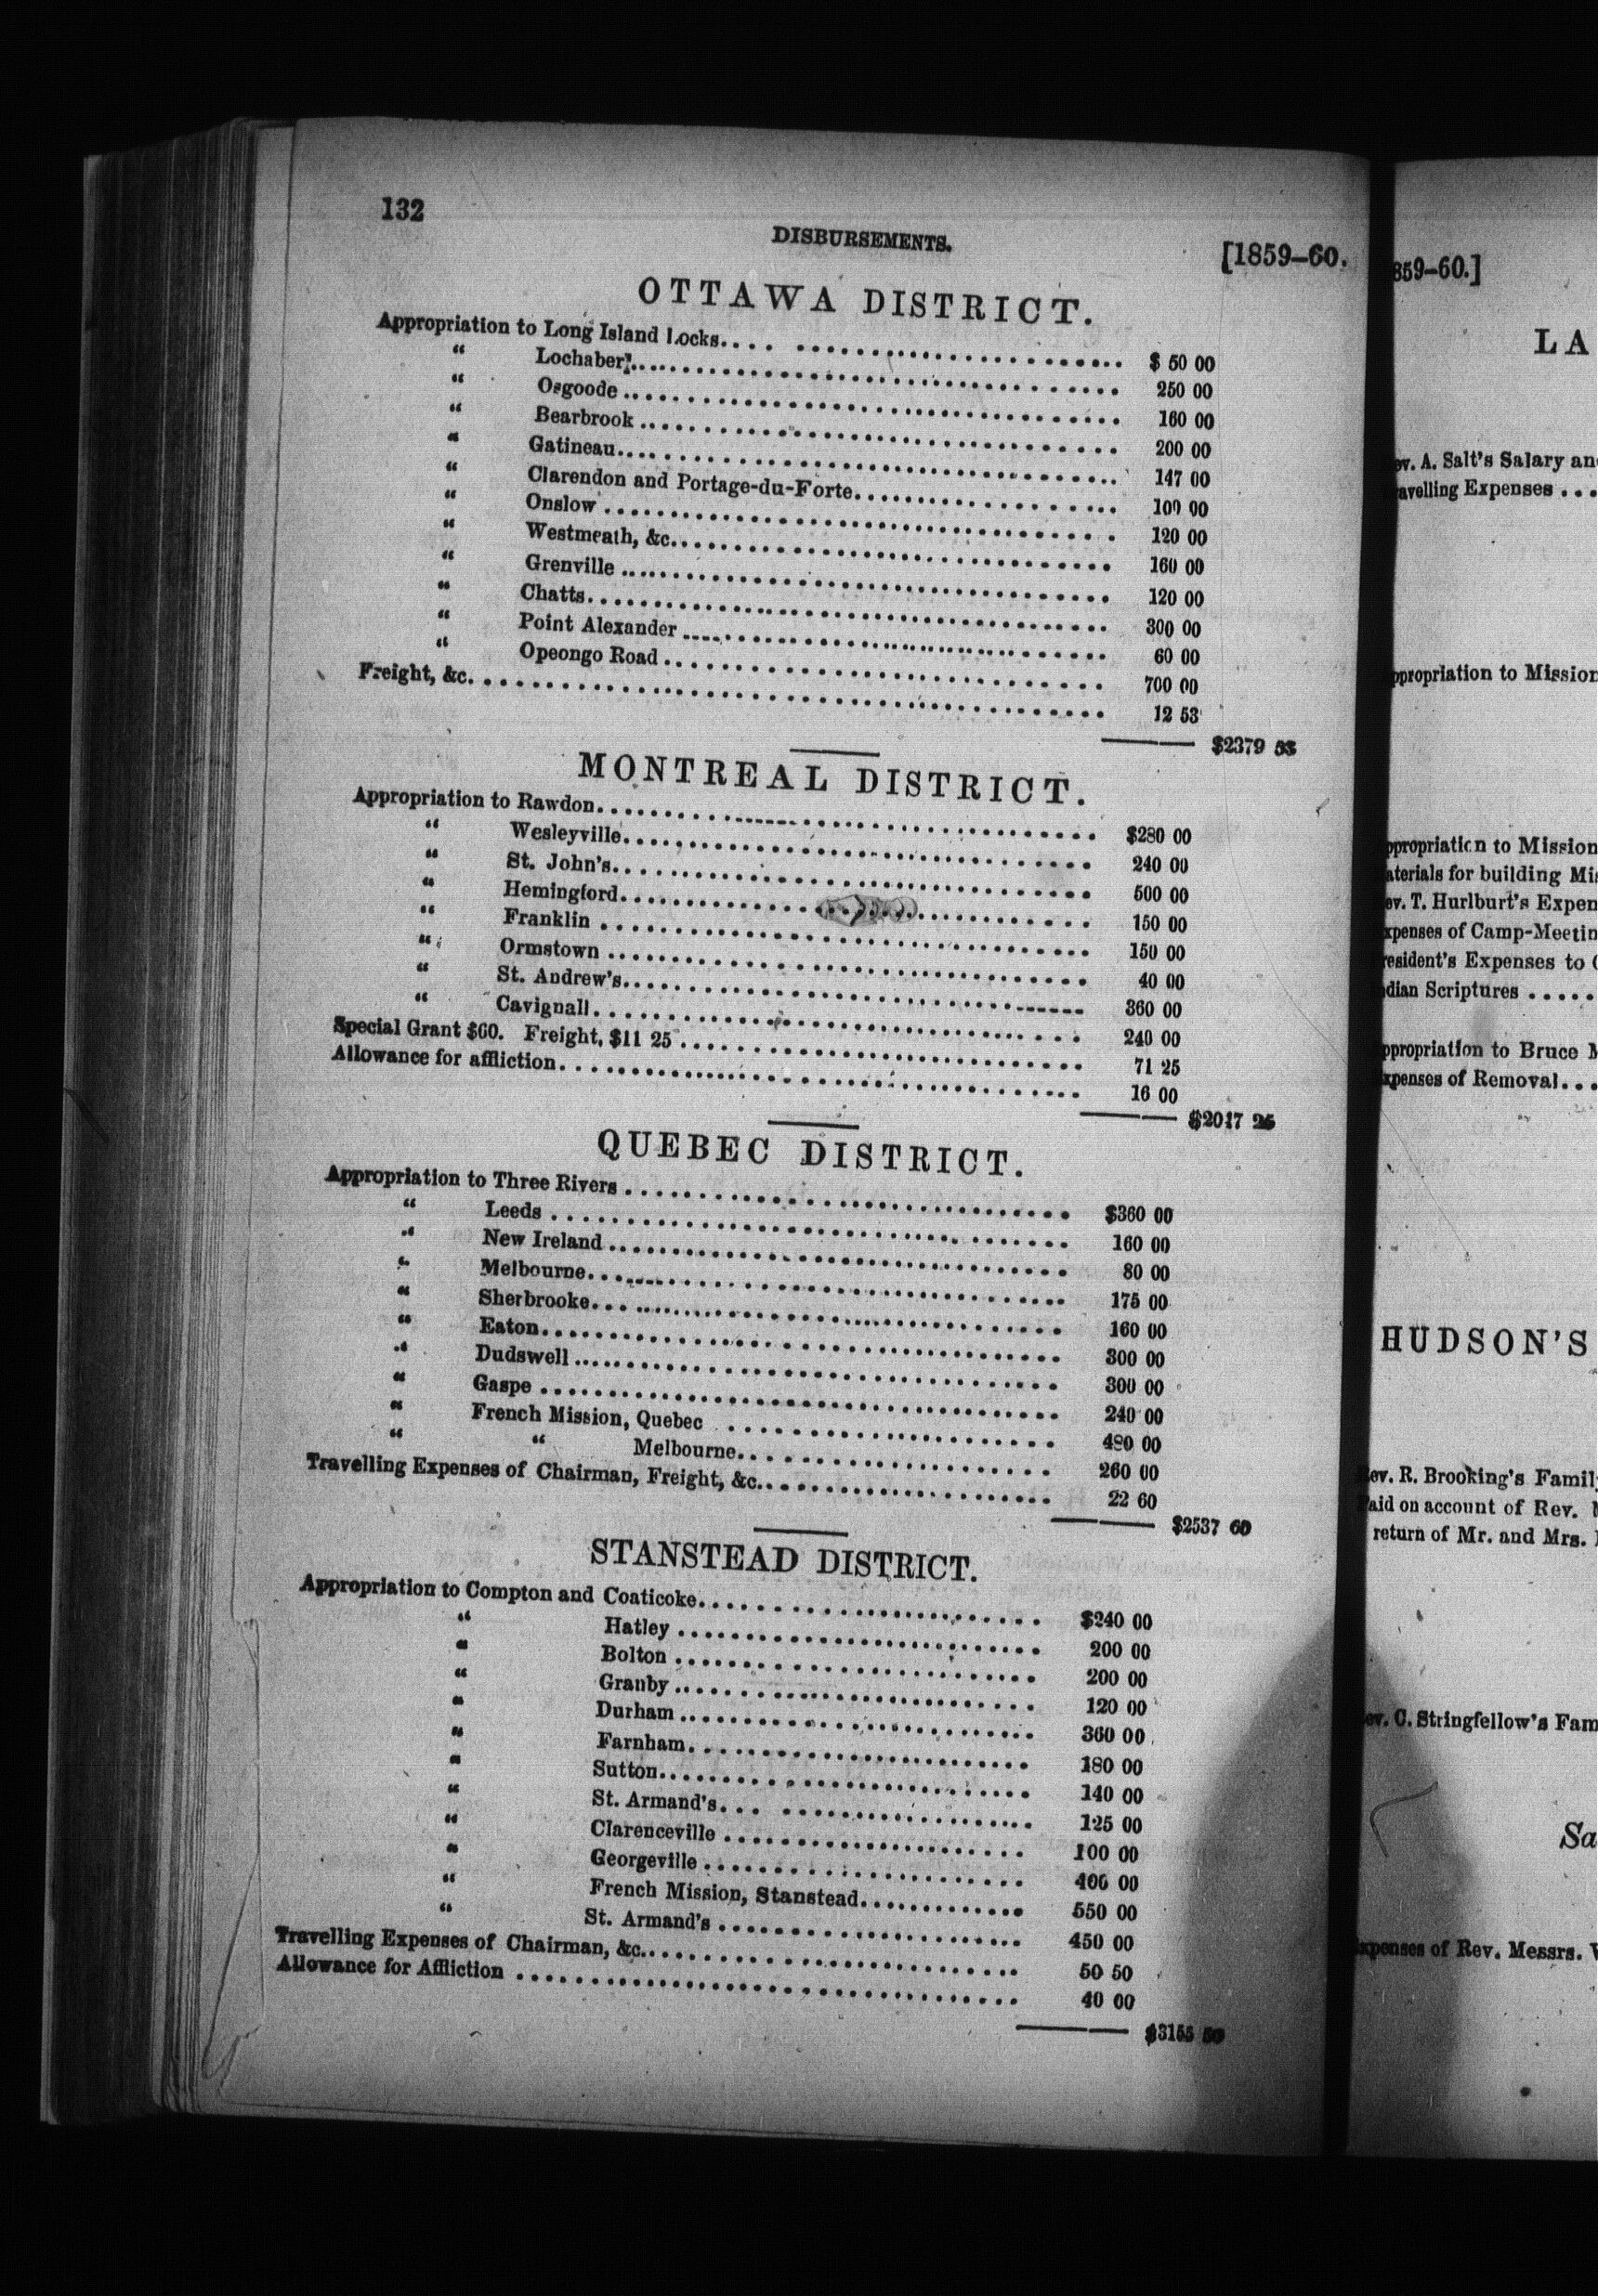 132
DISBURSEMENTS.
[1859–60.
OTTAWA DISTRICT.
Appropriation to Long Island Locks.... ........................ $ 50 00
" Lochaber........................ 250 00
" Osgoode ........................ 160 00
" Bearbrook ........................ 200 00
" Gatineau........................ 147 00
" Clarendon and Portage-du-Forte........................ 100 00
" Onslow ........................ 120 00
" Westmeath, &c........................ 160 00
" Grenville ........................ 120 00
" Chatts........................ 300 00
" Point Alexander ........................ 60 00
" Opeongo Road ........................ 700 00
Freight, &c........................ 12 53
$2379 53
MONTREAL DISTRICT.
Appropriation to Rawdon........................ $280 00
" Wesleyville........................ 240 00
" St. John's........................ 500 00
" Hemingford........................ 150 00
" Franklin ........................ 150 00
" Ormstown ........................ 40 00
" St. Andrew's........................ 360 00
" Cavignall........................ 240 00
Special Grant $60. Freight, $11 25 ........................ 71 25
Allowance for affliction........................ 16 00
$2047 25
QUEBEC DISTRICT.
Appropriation to Three Rivers ........................ $360 00
" Leeds ........................ 160 00
" New Ireland ........................ 80 00
" Melbourne........................ 175 00
" Sherbrooke........................ 160 00
" Eaton........................ 300 00
" Dudswell ........................ 300 00
" Gaspe ........................ 240 00
" French Mission, Quebec ........................ 480 00
" " Melbourne........................ 260 00
Travelling Expenses of Chairman, Freight, &c........................ 22 60
$2537 60
STANSTEAD DISTRICT.
Appropriation to Compton and Coaticoke........................ $240 00
" Hatley ........................ 200 00
" Bolton ........................ 200 00
" Granby ........................ 120 00
" Durham ........................ 360 00
" Farnham........................ 180 00
" Sutton........................ 140 00
" St. Armand's... ........................ 125 00
" Clarenceville ........................ 100 00
" Georgeville ........................ 400 00
" French Mission, Stanstead........................ 550 00
" St. Armand's ........................ 450 00
Travelling Expenses of Chairman, &c........................ 50 50
Allowance for Affliction ........................ 40 00
$3155 50
859–60.]
LA
ev. A. Salt's Salary an
avelling Expenses ...
ppropriation to Mission
ppropriation to Mission
aterials for building Mis
ev. T. Hurlburt's Expen
xpenses of Camp-Meetin
resident's Expenses to
dian Scriptures .....
ppropriation to Bruce M
xpenses of Removal...
HUDSON'S
ev. R. Brooking's Famil
aid on account of Rev.
return of Mr. and Mrs.
ev. C. Stringfellow's Fam
Sa
xpenses of Rev. Messrs.